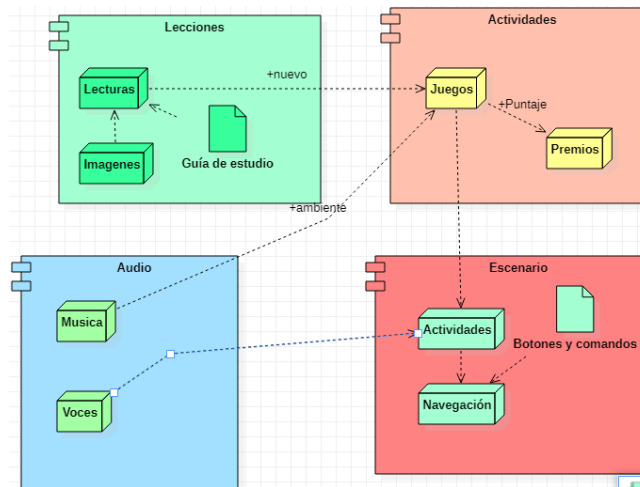 Lecciones
Actividades
+nuevo
Lecturas
Juegos
+Puntaje
Imagenes
Guía de estudio
Premios
+ambiente
Audio
Escenario
Musica
Actividades
Botones y comandos
Voces
Navegación